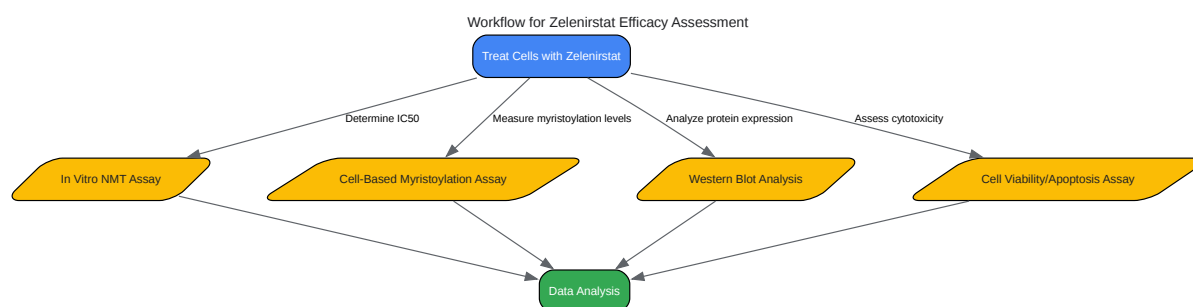 Workflow for Zelenirstat Efficacy Assessment
Treat Cells with Zelenirstat
Determine IC50
Measure myristoylation levels
Analyze protein expression
Assess cytotoxicity
In Vitro NMT Assay
Cell-Based Myristoylation Assay
Western Blot Analysis
Cell Viability/Apoptosis Assay
Data Analysis